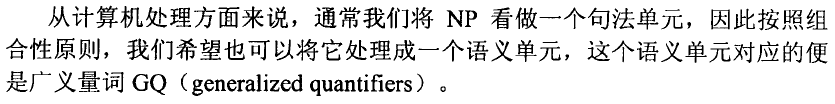 从计算机处理方面来说，通常我们将 NP 看做一个句法单元，因此按照组
合性原则，我们希望也可以将它处理成一个语义单元，这个语义单元对应的便
是广义量词 GQ（generalized quantifiers）。